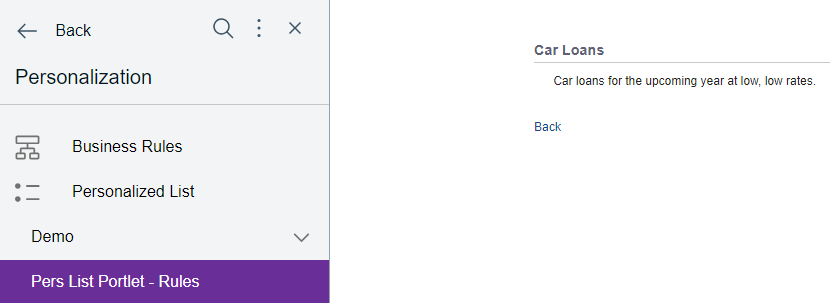 Back
Personalization
Business Rules
Personalized List
Demo
Pers List Portlet - Rules
Car Loans
Car loans for the upcoming year at low, low rates.
Back